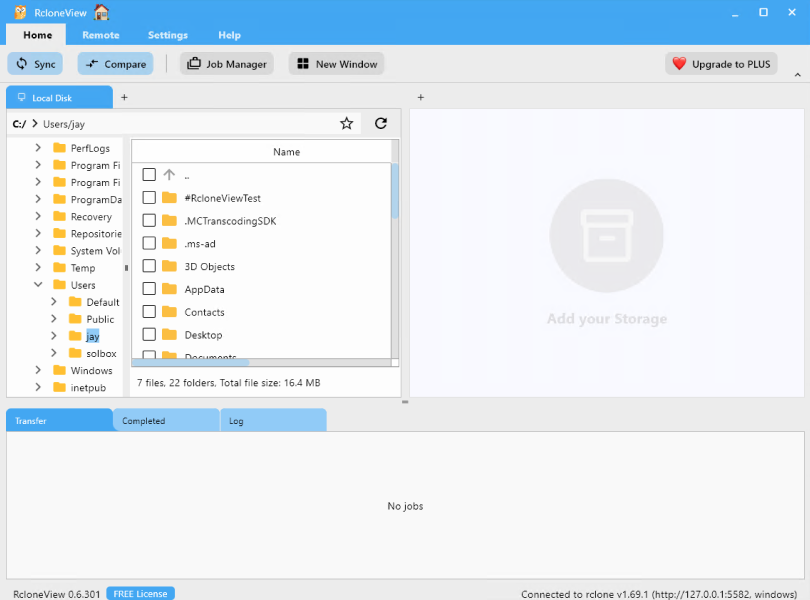 RcloneView
Home Remote Settings Help
Sync Compare Job Manager New Window Upgrade to PLUS
Local Disk + +
C:/ Users/jay
PerfLogs
Program Fi
Program Fi
ProgramDa
Recovery
Repositorie
System Vol
Temp
Users
Default
Public
jay
solbox
Windows
inetpub
Name
..
#RcloneViewTest
.MCTranscodingSDK
.ms-ad
3D Objects
AppData
Contacts
Desktop
Documents
7 files, 22 folders, Total file size: 16.4 MB
Add your Storage
Transfer Completed Log
No jobs
RcloneView 0.6.301 FREE License Connected to rclone v1.69.1 (http://127.0.0.1:5582, windows)